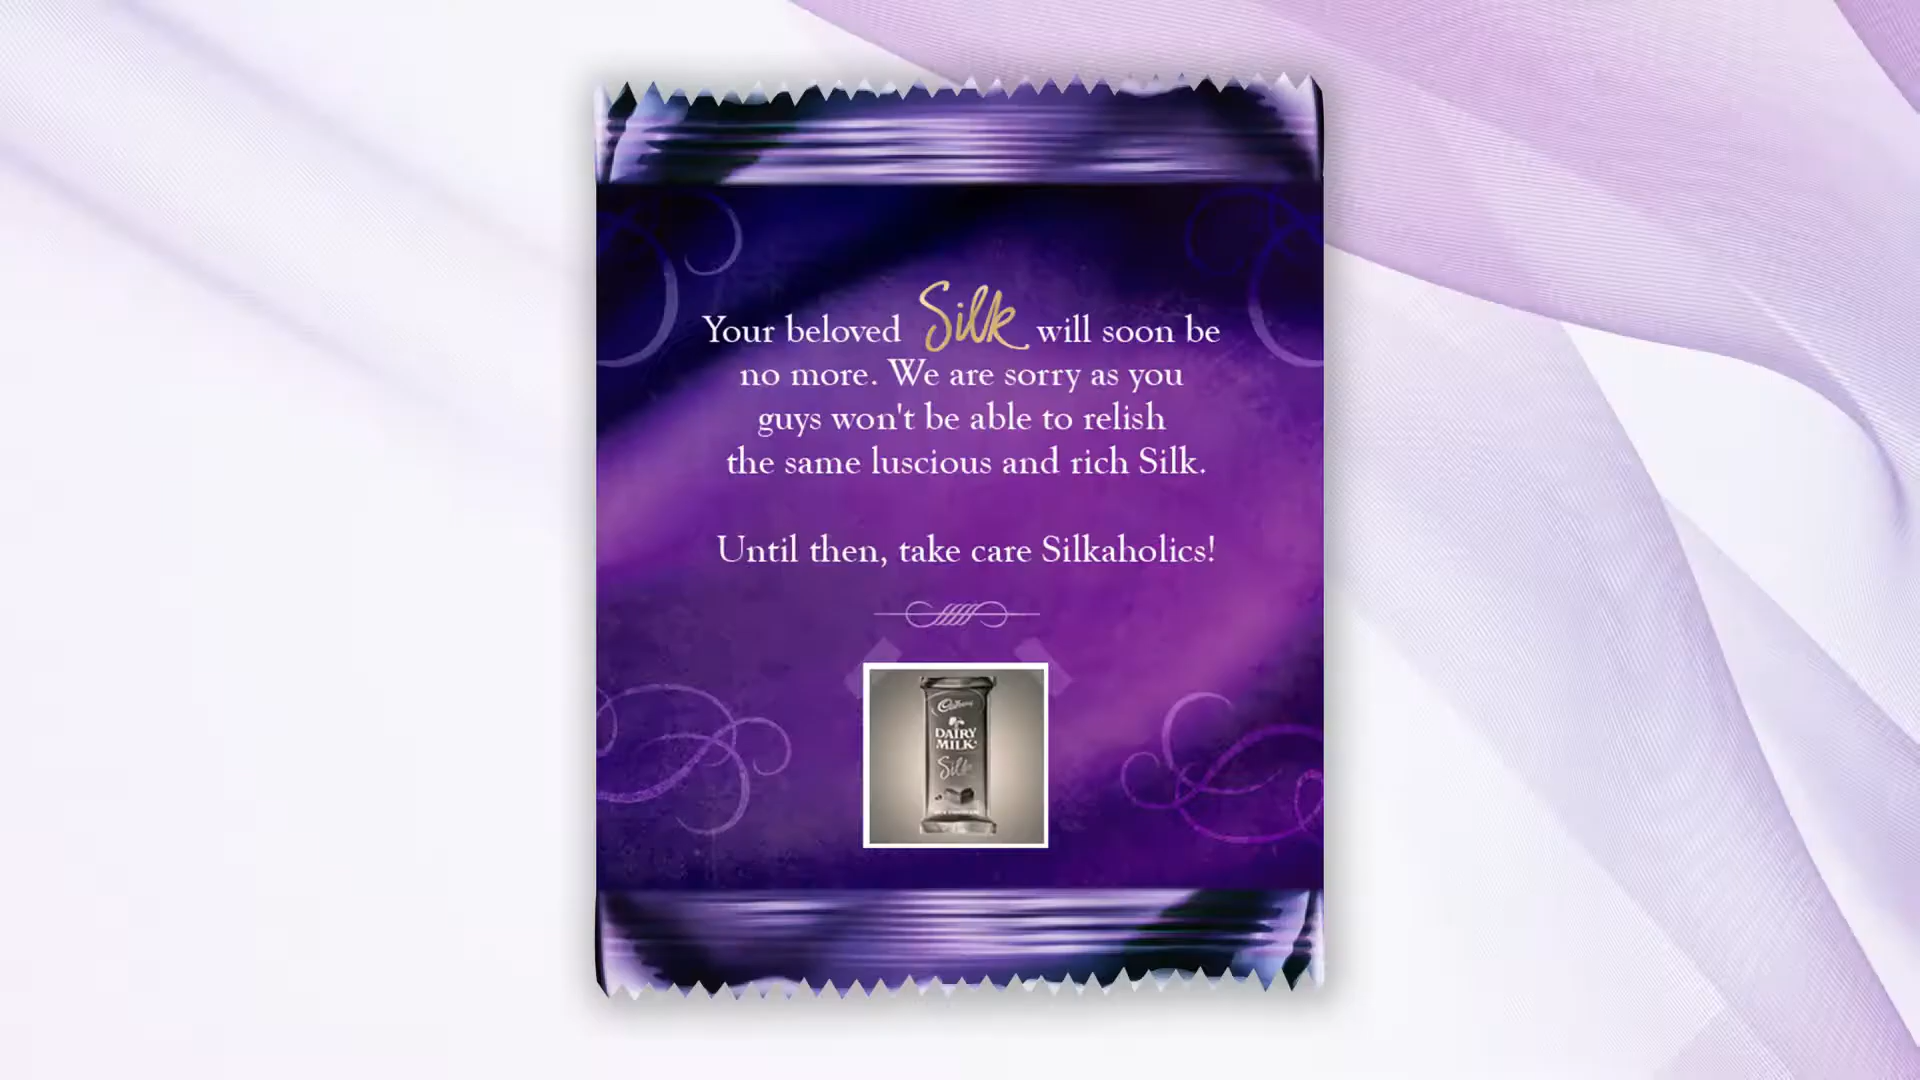 Your beloved Silk will soon be
no more. We are sorry as you
guys won't be able to relish
the same luscious and rich Silk.
Until then, take care Silkaholics!
Cadbury
DAIRY
MILK
Silk